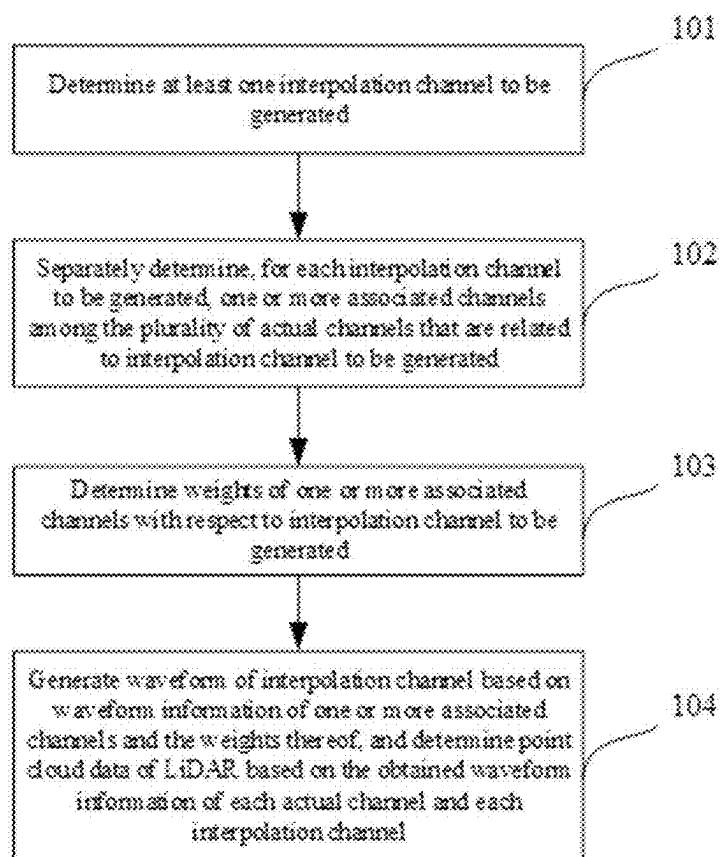 101
Determine at least one interpolation channel to be
generated
102
Separately determine, for each interpolation channel
to be generated, one or more associated channels
among the plurality of actual channels that are related
to interpolation channel to be generated
103
Determine weights of one or more associated
channels with respect to interpolation channel to be
generated
104
Generate waveform of interpolation channel based on
waveform information of one or more associated
channels and the weights thereof, and determine point
cloud data of LiDAR based on the obtained waveform
information of each actual channel and each
interpolation channel